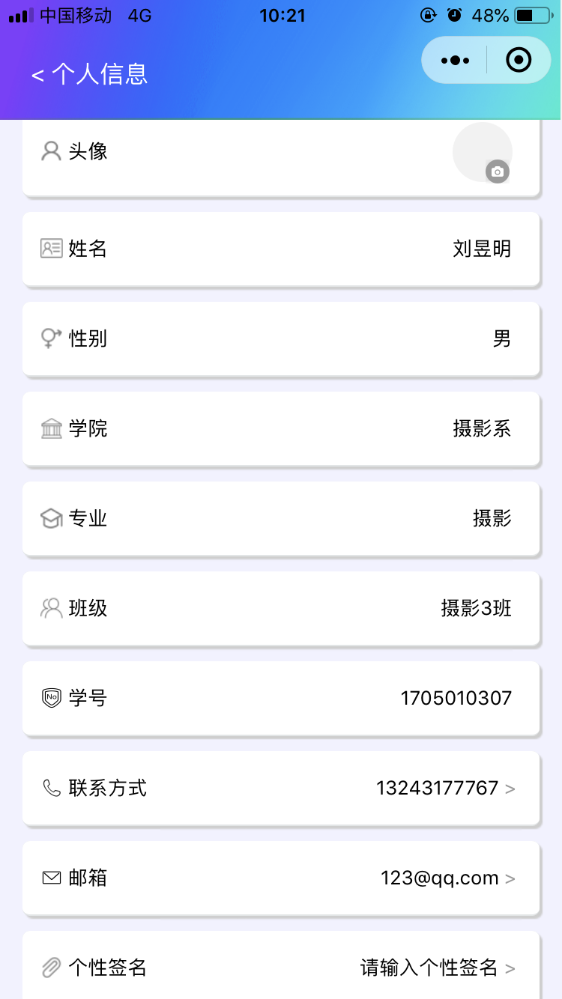 中国移动 4G 10:21 48%
< 个人信息
头像
姓名 刘昱明
性别 男
学院 摄影系
专业 摄影
班级 摄影3班
No 学号 1705010307
联系方式 13243177767 >
邮箱 123@qq.com >
个性签名 请输入个性签名 >